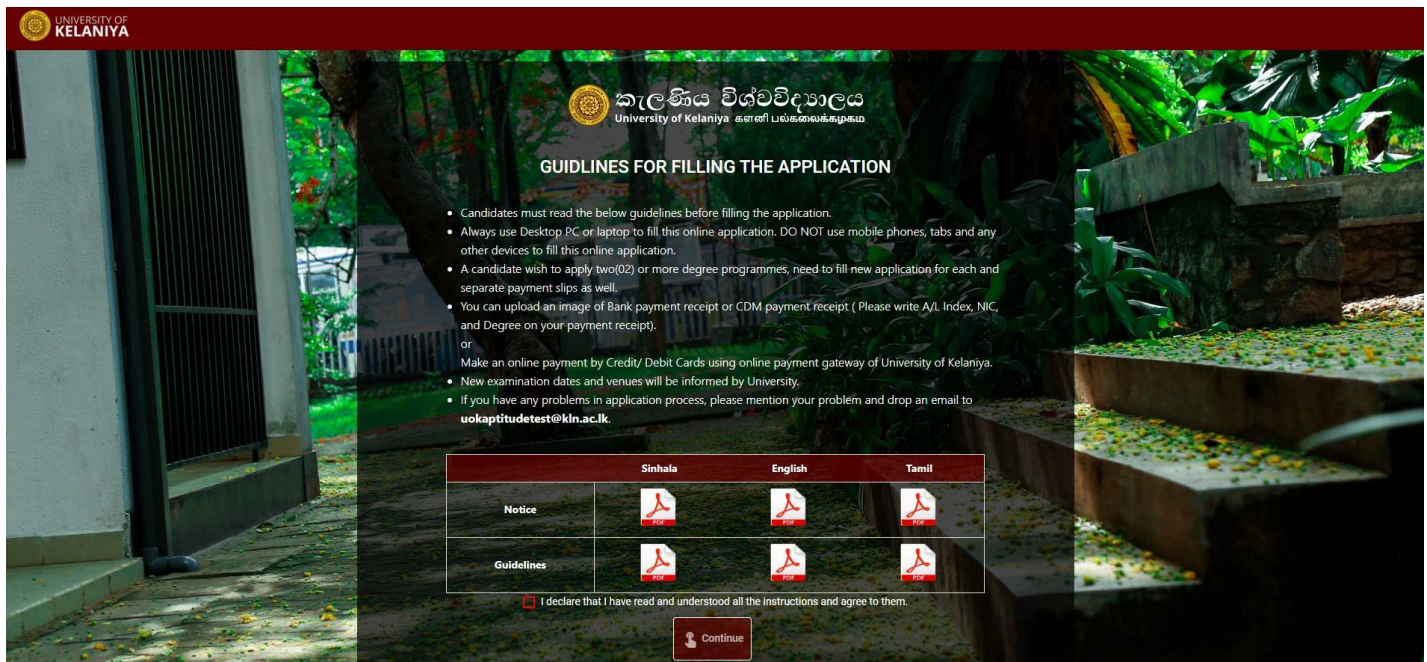 UNIVERSITY OF
KELANIYA
කැලණිය විශ්වවිද්‍යාලය
University of Kelaniya களனி பல்கலைக்கழகம்
GUIDLINES FOR FILLING THE APPLICATION
• Candidates must read the below guidelines before filling the application.
• Always use Desktop PC or laptop to fill this online application. DO NOT use mobile phones, tabs and any
other devices to fill this online application.
• A candidate wish to apply two(02) or more degree programmes, need to fill new application for each and
separate payment slips as well.
• You can upload an image of Bank payment receipt or CDM payment receipt ( Please write A/L Index, NIC,
and Degree on your payment receipt).
or
Make an online payment by Credit/ Debit Cards using online payment gateway of University of Kelaniya.
• New examination dates and venues will be informed by University.
• If you have any problems in application process, please mention your problem and drop an email to
uokaptitudetest@kln.ac.lk.
Sinhala English Tamil
Notice
PDF PDF PDF
Guidelines
PDF PDF PDF
I declare that I have read and understood all the instructions and agree to them.
Continue